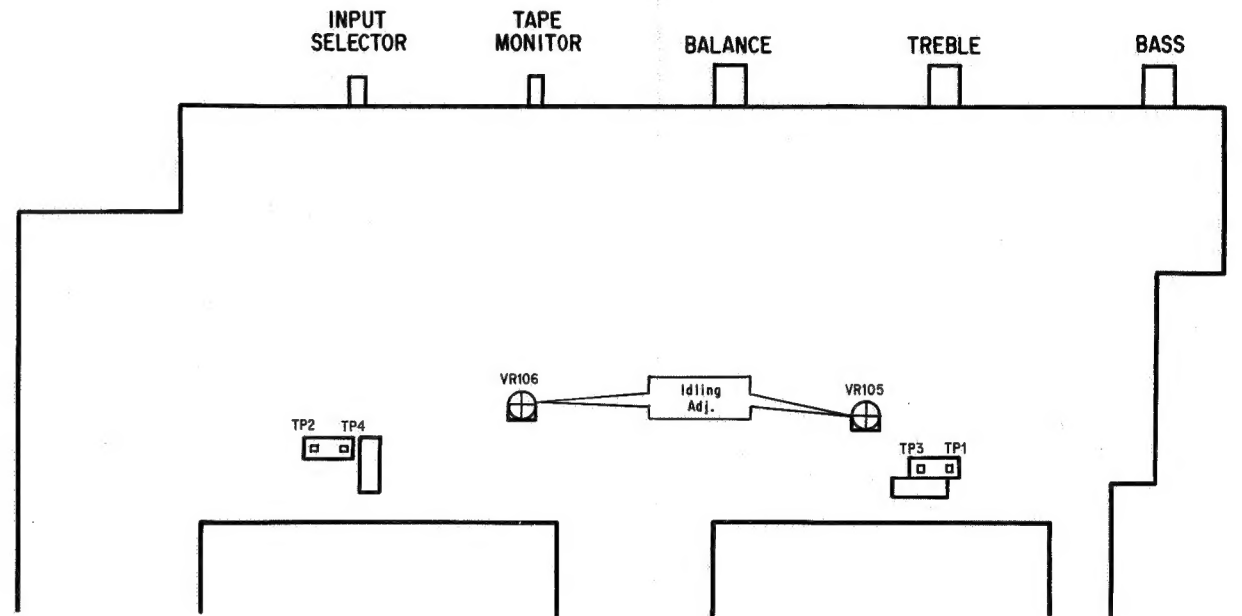 INPUT
SELECTOR
TAPE
MONITOR
BALANCE
TREBLE
BASS
VR106
Idling
Adj.
VR105
TP2 TP4
TP3 TP1